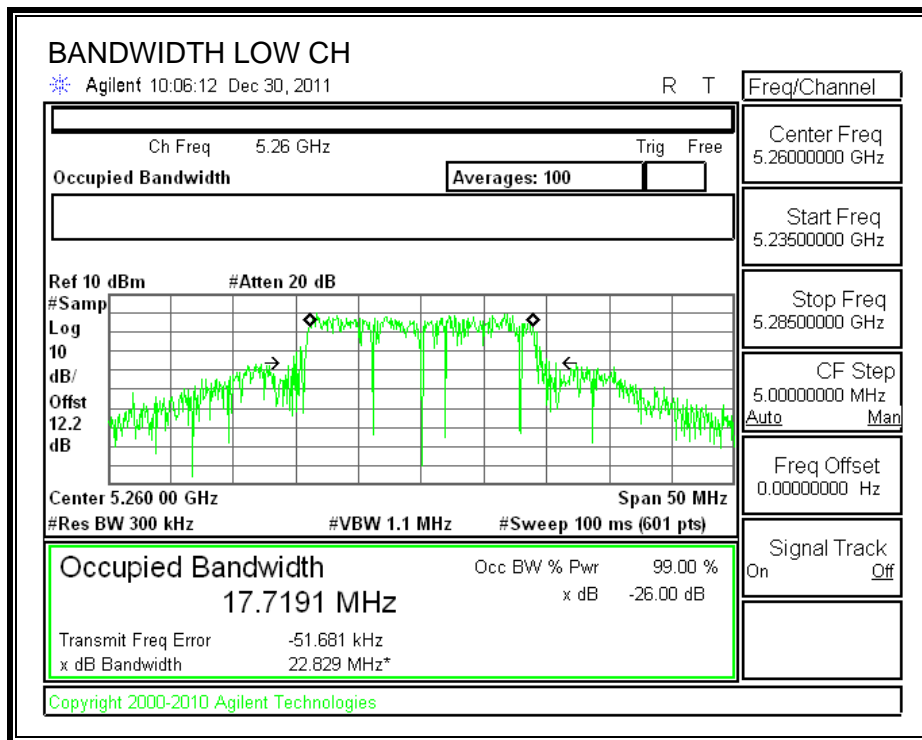 BANDWIDTH LOW CH
Agilent 10:06:12 Dec 30, 2011 R T
Freq/Channel
Ch Freq 5.26 GHz Trig Free
Occupied Bandwidth Averages: 100
Ref 10 dBm #Atten 20 dB
#Samp
Log
10
dB/
Offst
12.2
dB
Center 5.260 00 GHz Span 50 MHz
#Res BW 300 kHz #VBW 1.1 MHz #Sweep 100 ms (601 pts)
Occupied Bandwidth Occ BW % Pwr 99.00 %
17.7191 MHz x dB -26.00 dB
Transmit Freq Error -51.681 kHz
x dB Bandwidth 22.829 MHz*
Copyright 2000-2010 Agilent Technologies
Center Freq
5.26000000 GHz
Start Freq
5.23500000 GHz
Stop Freq
5.28500000 GHz
CF Step
5.00000000 MHz
Auto Man
Freq Offset
0.00000000 Hz
Signal Track
On Off